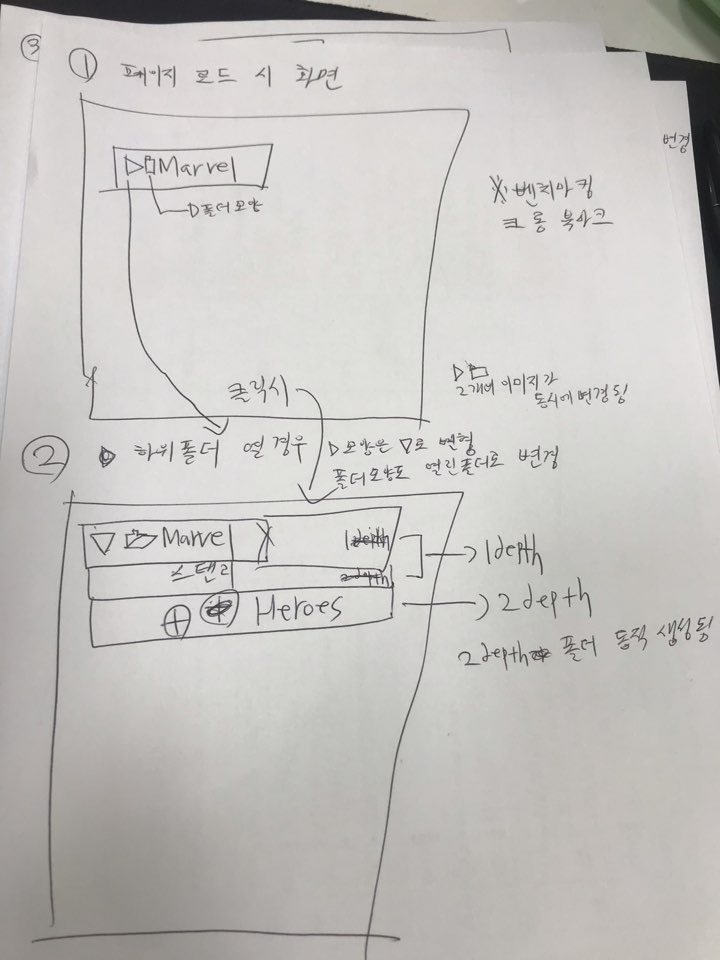 ③
① 페이지 로드 시 화면
변경
▷ Marvel
▷폴더모양
※벤치마킹
크롱 북마크
▷
2개의 이미지가
동시에 변경 됨
클릭시
② 하위폴더 열 경우
▷모양은 ▽로 변형
폴더모양도 열린폴더로 변경
▽ Marvel
1depth
스탠리
2depth
1depth
+ Heroes
2depth
2depth 폴더 동적 생성됨